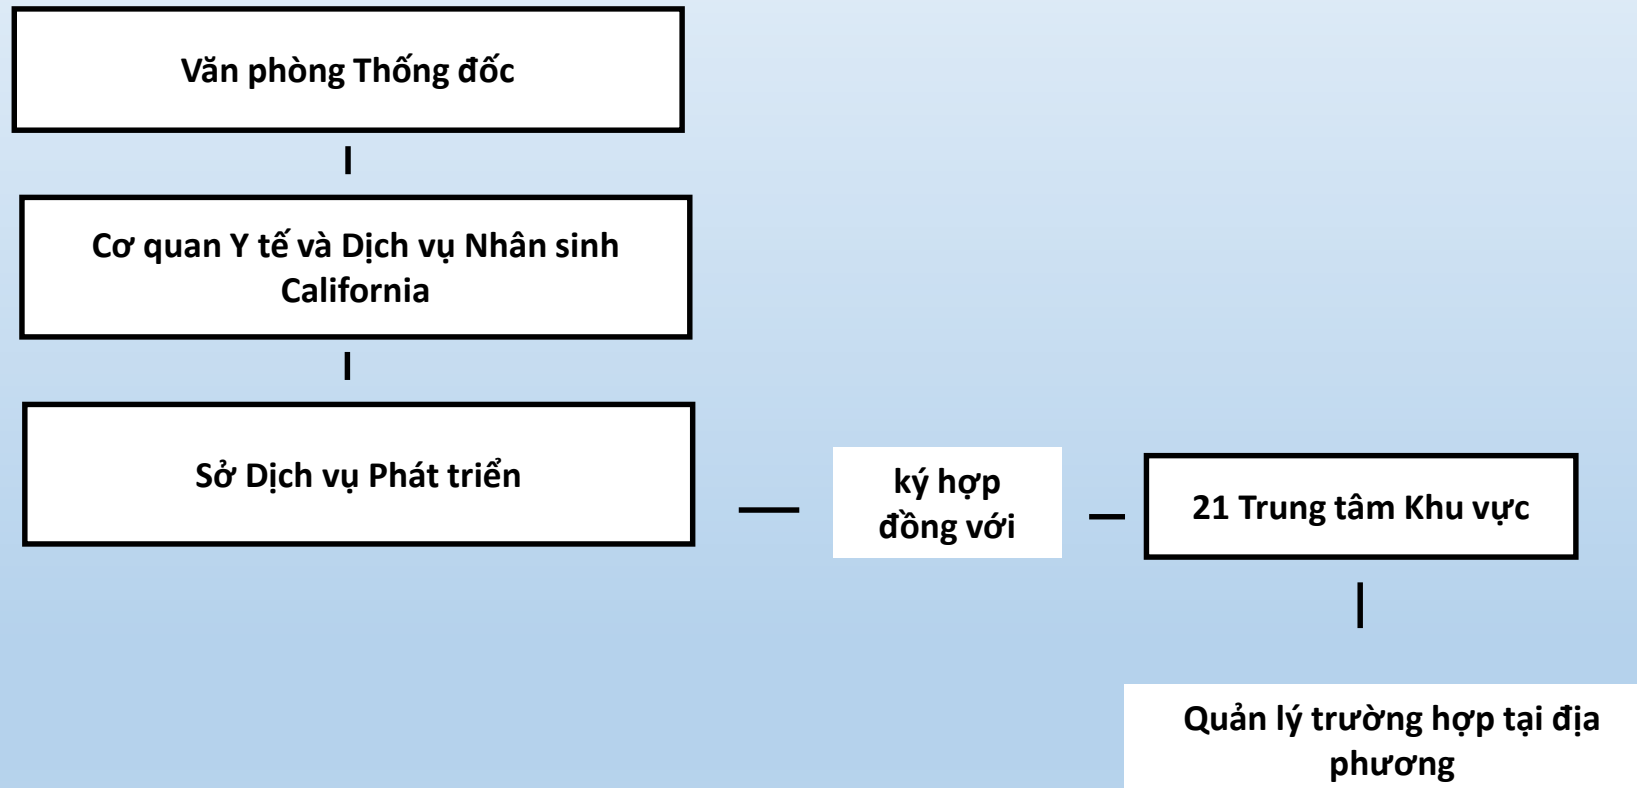 Văn phòng Thống đốc
Cơ quan Y tế và Dịch vụ Nhân sinh
California
Sở Dịch vụ Phát triển
ký hợp
đồng với
21 Trung tâm Khu vực
Quản lý trường hợp tại địa
phương